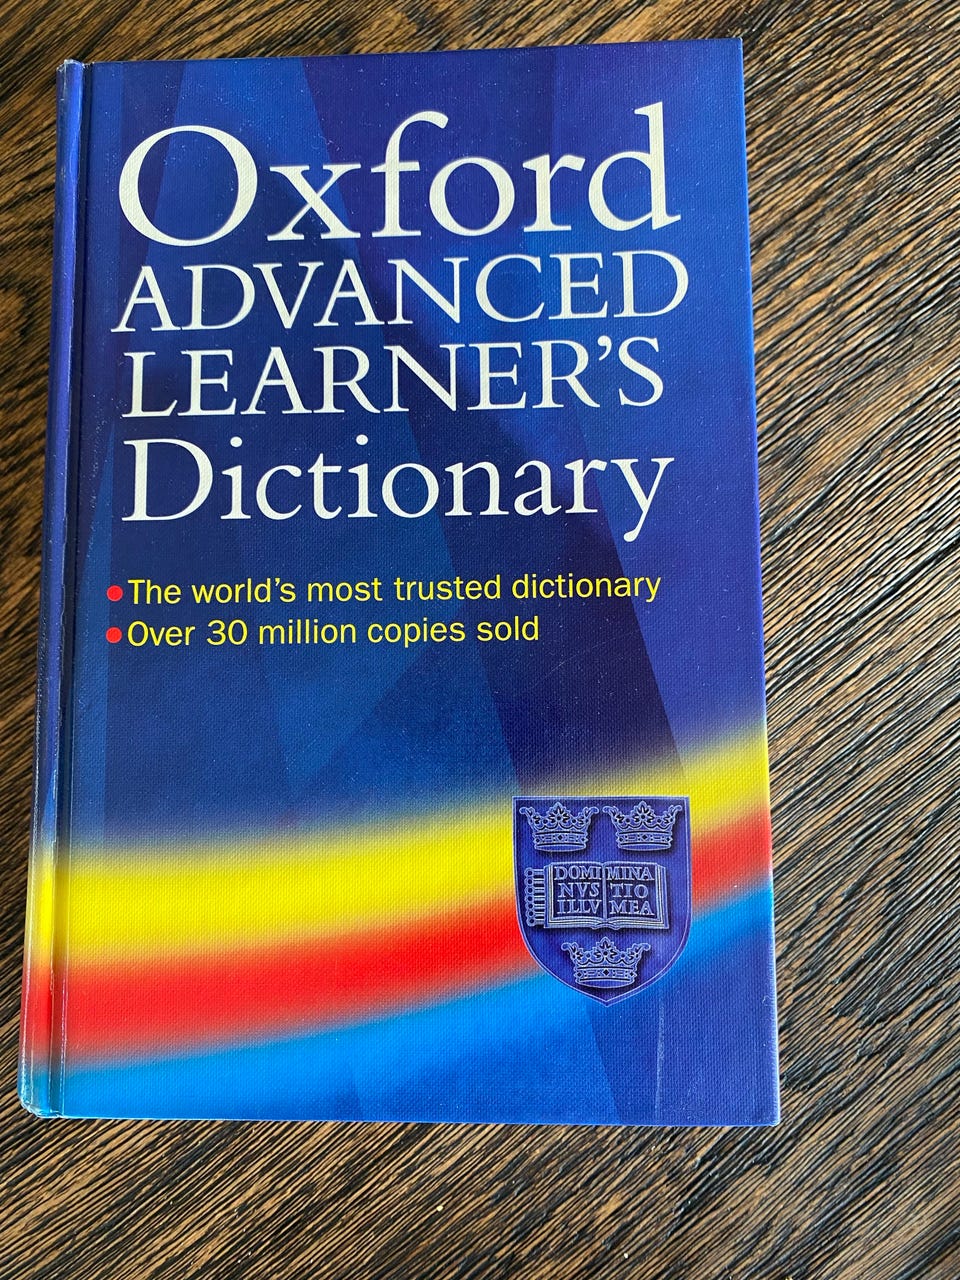 Oxford
ADVANCED
LEARNER'S
Dictionary
The world's most trusted dictionary
Over 30 million copies sold
DOMI MINA
NVS TIO
ILLV MEA